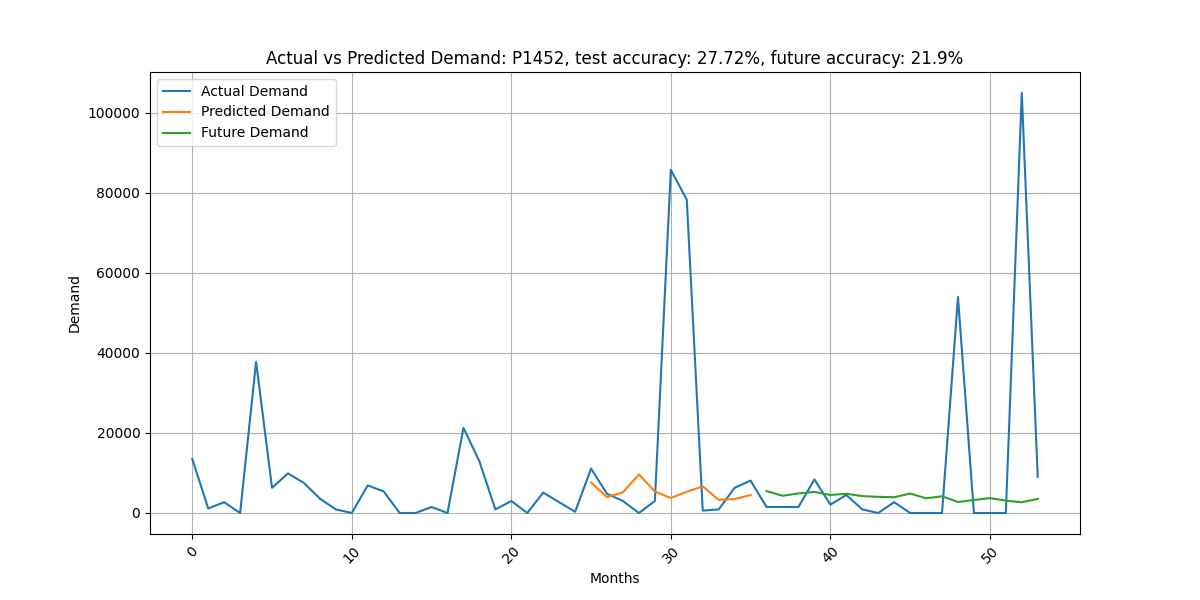 Actual vs Predicted Demand: P1452, test accuracy: 27.72%, future accuracy: 21.9%
Actual Demand
Predicted Demand
Future Demand
100000
80000
60000
40000
20000
0
Demand
0 10 20 30 40 50
Months